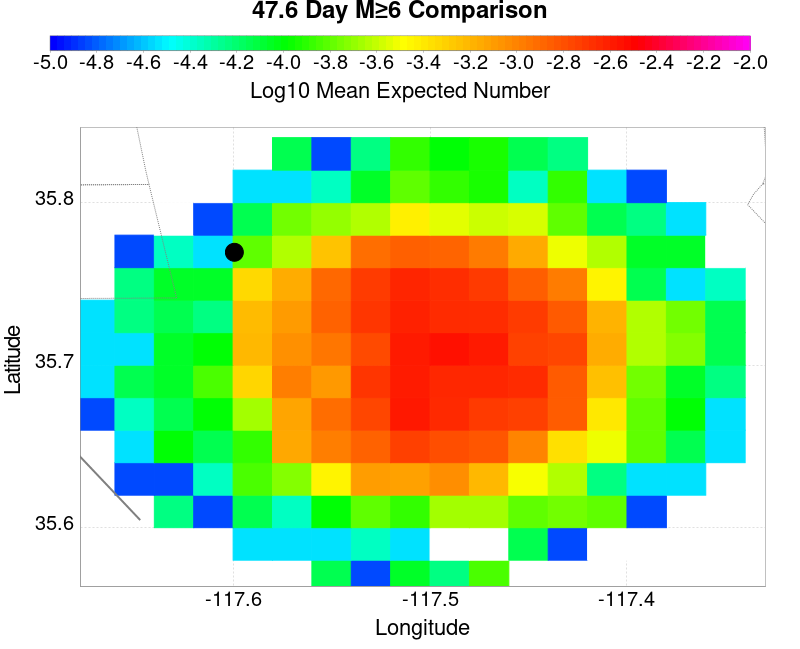 47.6 Day M≥6 Comparison
-5.0 -4.8 -4.6 -4.4 -4.2 -4.0 -3.8 -3.6 -3.4 -3.2 -3.0 -2.8 -2.6 -2.4 -2.2 -2.0
Log10 Mean Expected Number
35.8
35.7
35.6
Latitude
-117.6 -117.5 -117.4
Longitude